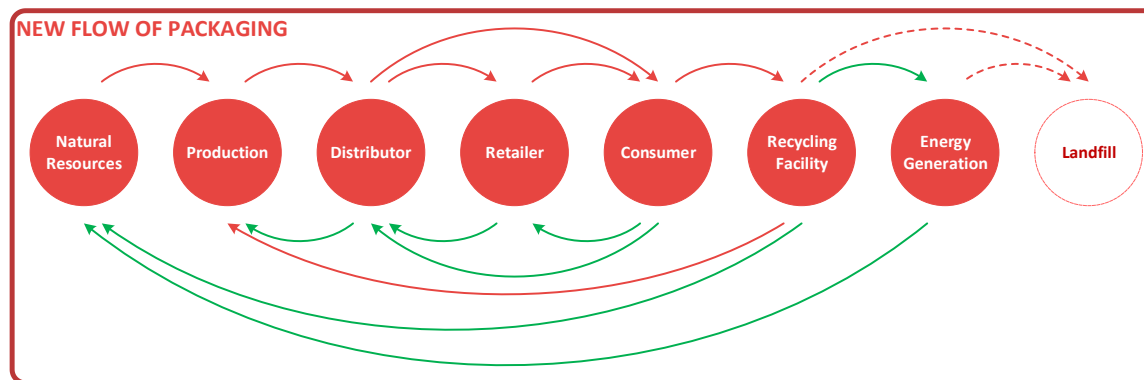 NEW FLOW OF PACKAGING
Natural
Resources
Production
Distributor
Retailer
Consumer
Recycling
Facility
Energy
Generation
Landfill